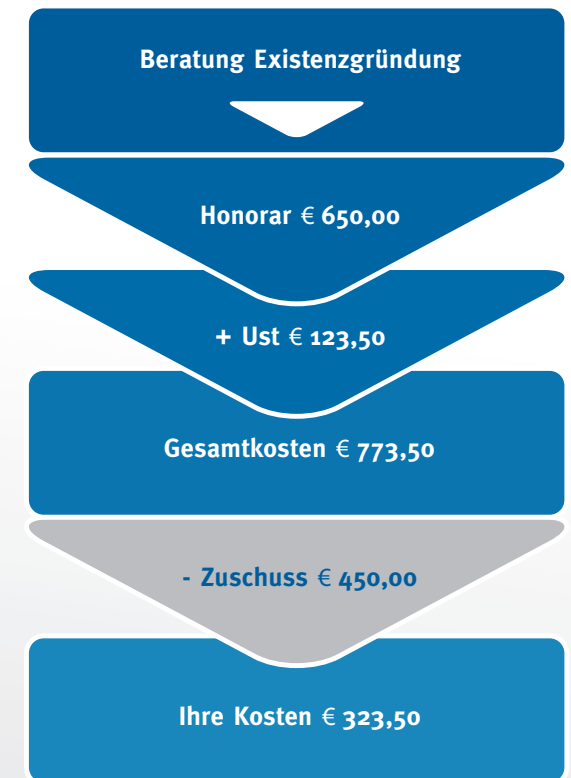 Beratung Existenzgründung
Honorar € 650,00
+ Ust € 123,50
Gesamtkosten € 773,50
- Zuschuss € 450,00
Ihre Kosten € 323,50